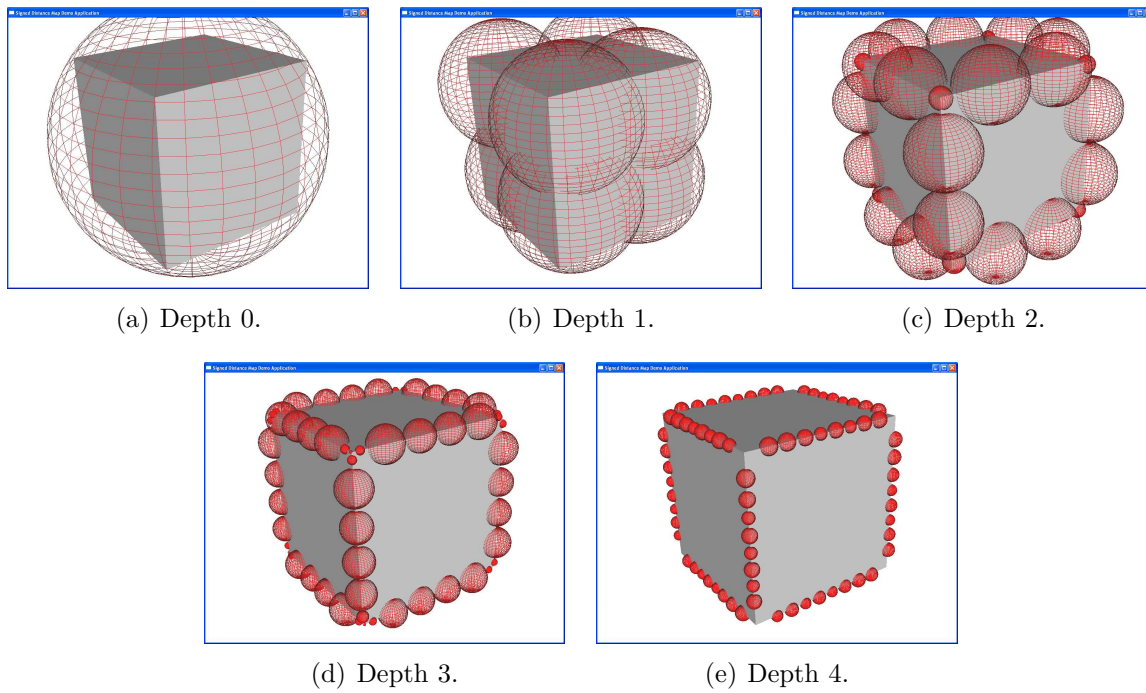 Signed Distance Map Demo Application
Signed Distance Map Demo Application
Signed Distance Map Demo Application
(a) Depth 0.
(b) Depth 1.
(c) Depth 2.
Signed Distance Map Demo Application
Signed Distance Map Demo Application
(d) Depth 3.
(e) Depth 4.